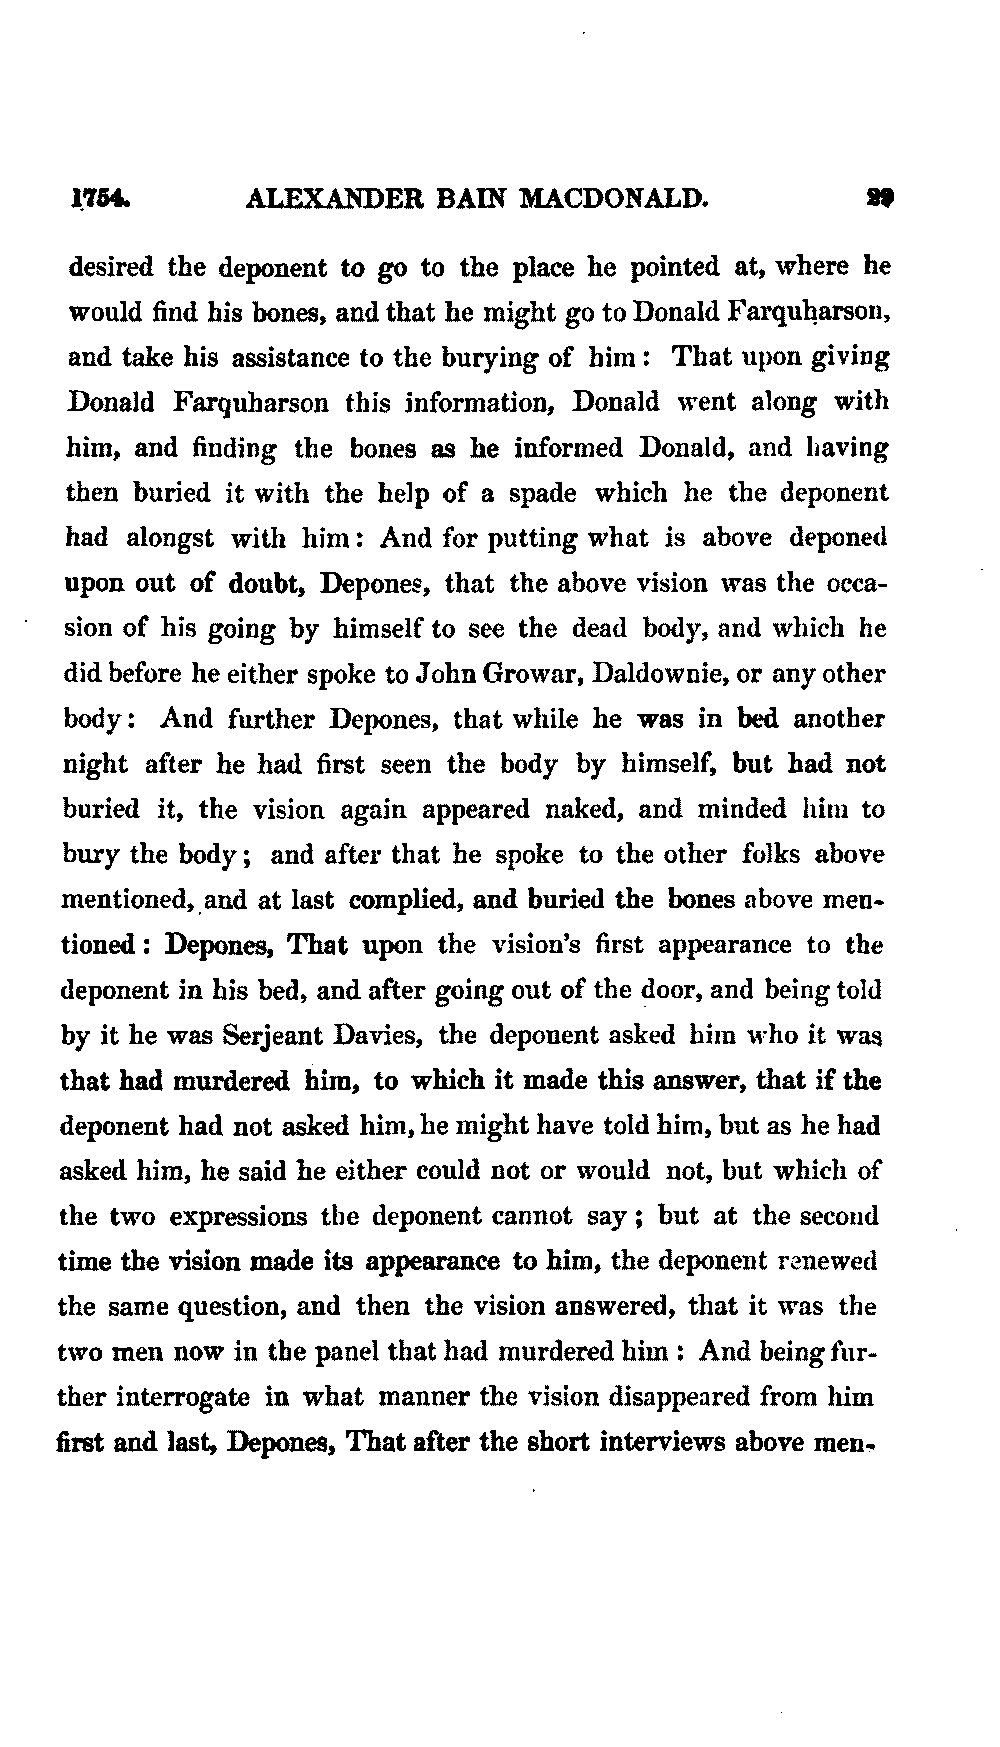 1754. ALEXANDER BAIN MACDONALD. 29
desired the deponent to go to the place he pointed at, where he
would find his bones, and that he might go to Donald Farquharson,
and take his assistance to the burying of him : That upon giving
Donald Farquharson this information, Donald went along with
him, and finding the bones as he informed Donald, and having
then buried it with the help of a spade which he the deponent
had alongst with him : And for putting what is above deponed
upon out of doubt, Depones, that the above vision was the occa-
sion of his going by himself to see the dead body, and which he
did before he either spoke to John Growar, Daldownie, or any other
body : And further Depones, that while he was in bed another
night after he had first seen the body by himself, but had not
buried it, the vision again appeared naked, and minded him to
bury the body ; and after that he spoke to the other folks above
mentioned, and at last complied, and buried the bones above men-
tioned : Depones, That upon the vision's first appearance to the
deponent in his bed, and after going out of the door, and being told
by it he was Serjeant Davies, the deponent asked him who it was
that had murdered him, to which it made this answer, that if the
deponent had not asked him, he might have told him, but as he had
asked him, he said he either could not or would not, but which of
the two expressions the deponent cannot say ; but at the second
time the vision made its appearance to him, the deponent renewed
the same question, and then the vision answered, that it was the
two men now in the panel that had murdered him : And being fur-
ther interrogate in what manner the vision disappeared from him
first and last, Depones, That after the short interviews above men-